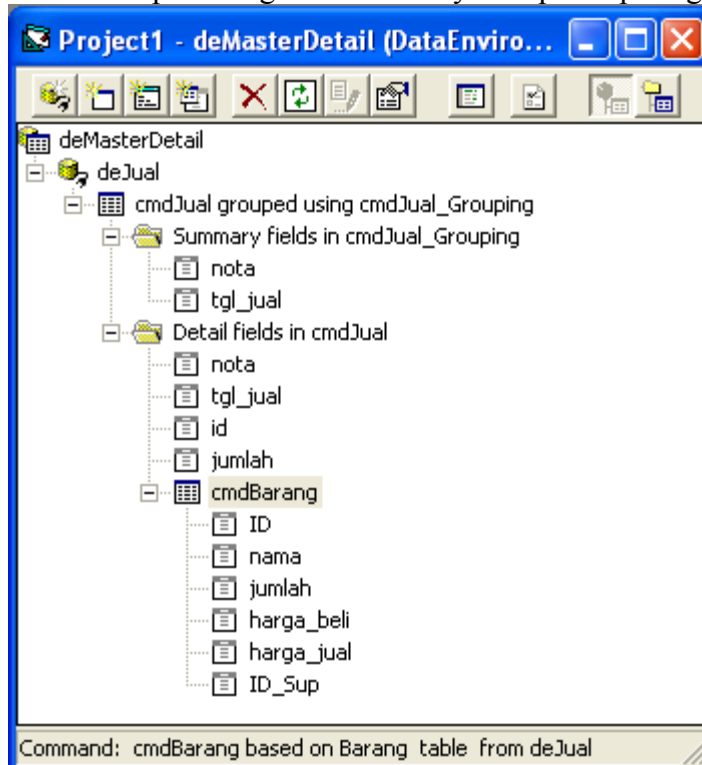 Project1 - deMasterDetail (DataEnviro...
deMasterDetail
deJual
cmdJual grouped using cmdJual_Grouping
Summary fields in cmdJual_Grouping
nota
tgl_jual
Detail fields in cmdJual
nota
tgl_jual
id
jumlah
cmdBarang
ID
nama
jumlah
harga_beli
harga_jual
ID_Sup
Command: cmdBarang based on Barang table from deJual